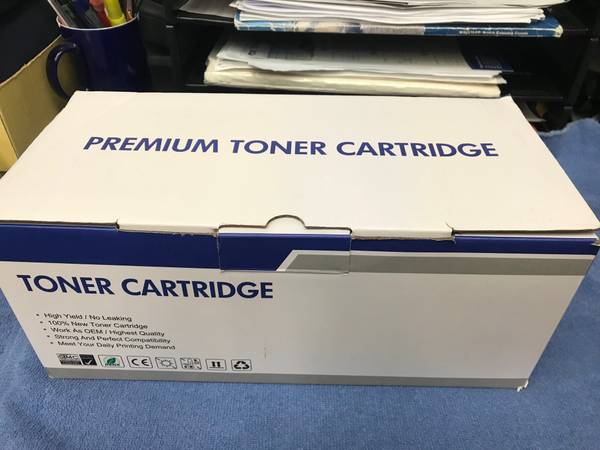 PREMIUM TONER CARTRIDGE
TONER CARTRIDGE
• High Yield / No Leaking
• 100% New Toner Cartridge
• Work As OEM / Highest Quality
• Strong And Perfect Compatibility
• Meet Your Daily Printing Demand
CE